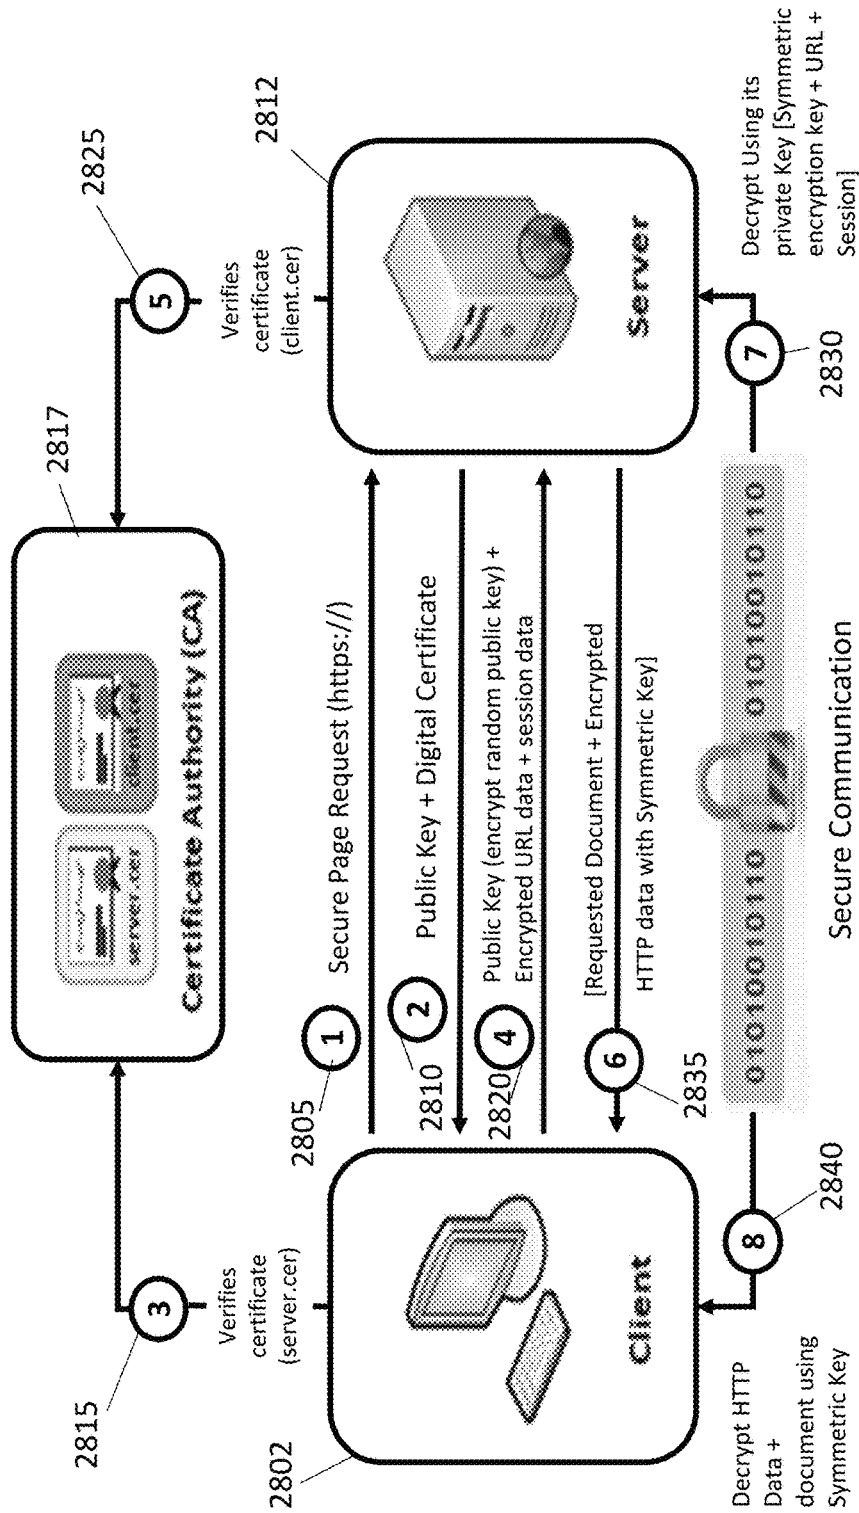 2817
2825
2815
2812
2802
server.cer
client.cer
Certificate Authority (CA)
3
5
Verifies
certificate
(server.cer)
Verifies
certificate
(client.cer)
2805
1
Secure Page Request (https://)
2810
2
Public Key + Digital Certificate
2820
4
Public Key (encrypt random public key) +
Encrypted URL data + session data
[Requested Document + Encrypted
6
HTTP data with Symmetric Key]
2835
Client
Server
8
2840
01010010110
01010010110
7
2830
Decrypt HTTP
Data +
document using
Symmetric Key
Secure Communication
Decrypt Using its
private Key [Symmetric
encryption key + URL +
Session]